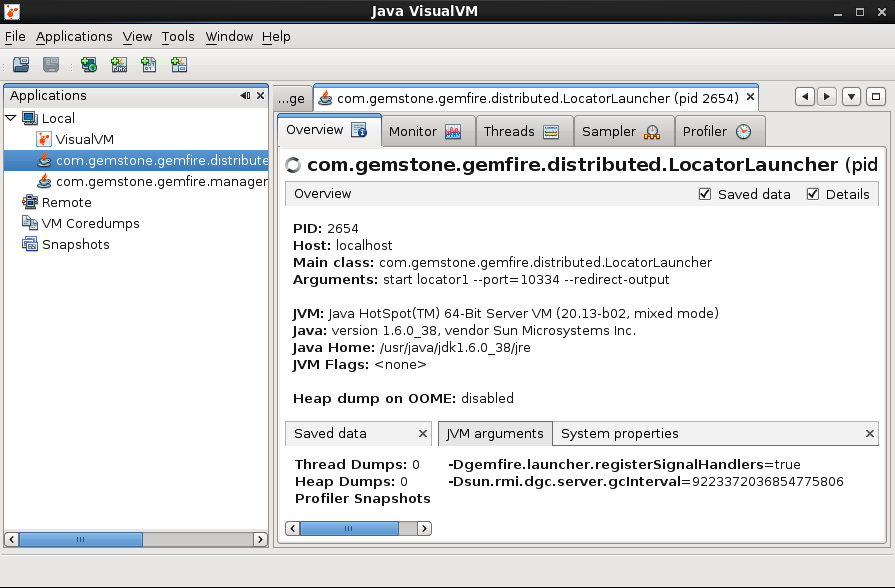 Java VisualVM
File Applications View Tools Window Help
Applications
Local
VisualVM
com.gemstone.gemfire.distribute
com.gemstone.gemfire.manager
Remote
VM Coredumps
Snapshots
...ge com.gemstone.gemfire.distributed.LocatorLauncher (pid 2654)
Overview Monitor Threads Sampler Profiler
com.gemstone.gemfire.distributed.LocatorLauncher (pid
Overview Saved data Details
PID: 2654
Host: localhost
Main class: com.gemstone.gemfire.distributed.LocatorLauncher
Arguments: start locator1 --port=10334 --redirect-output
JVM: Java HotSpot(TM) 64-Bit Server VM (20.13-b02, mixed mode)
Java: version 1.6.0_38, vendor Sun Microsystems Inc.
Java Home: /usr/java/jdk1.6.0_38/jre
JVM Flags: <none>
Heap dump on OOME: disabled
Saved data
Thread Dumps: 0
Heap Dumps: 0
Profiler Snapshots
JVM arguments System properties
-Dgemfire.launcher.registerSignalHandlers=true
-Dsun.rmi.dgc.server.gcInterval=9223372036854775806